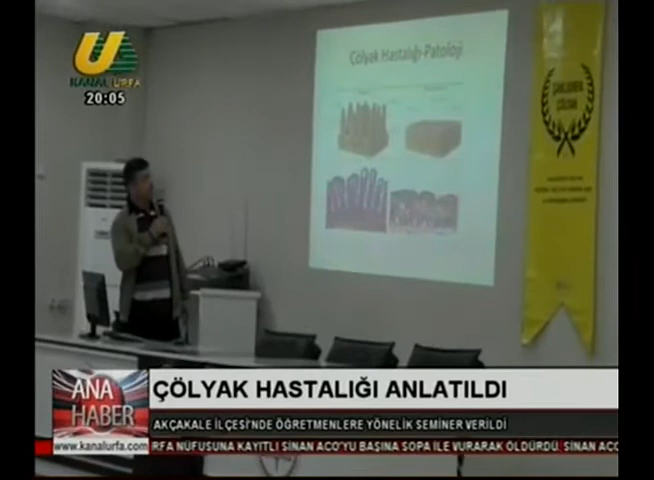 U
KANAL URFA
20:05
Çölyak Hastalığı-Patoloji
ŞANLIURFA
ÇÖLYAK
ANA
HABER
ÇÖLYAK HASTALIĞI ANLATILDI
AKÇAKALE İLÇESİ'NDE ÖĞRETMENLERE YÖNELİK SEMİNER VERİLDİ
www.kanalurfa.com
RFA NÜFUSUNA KAYITLI SİNAN ACO'YU BAŞINA SOPA İLE VURARAK ÖLDÜRDÜ. SİNAN ACO